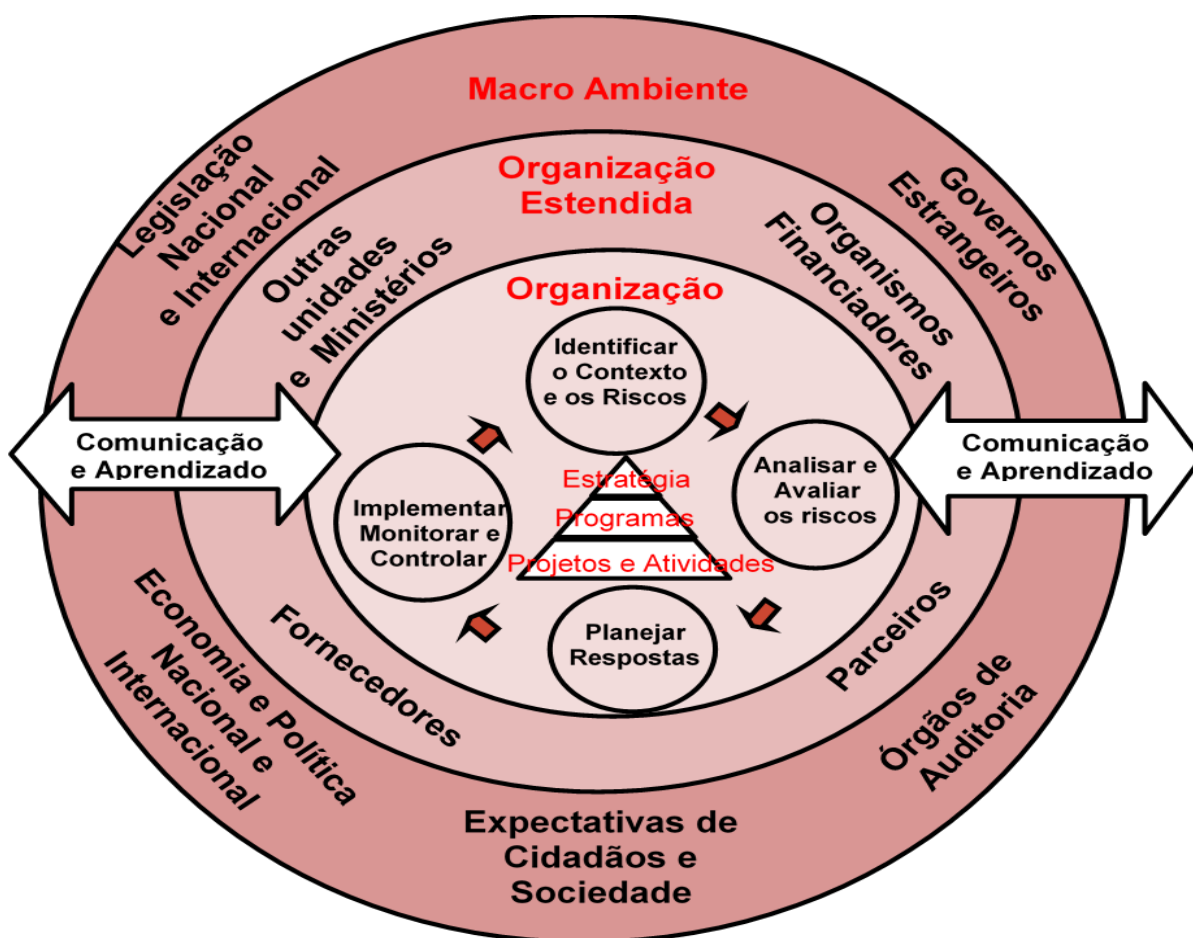 Macro Ambiente
Legislação
Nacional
e Internacional
Governos
Estrangeiros
Organização
Estendida
Outras
unidades
e Ministérios
Organismos
Financiadores
Organização
Identificar
o Contexto
e os Riscos
Comunicação
e Aprendizado
Implementar
Monitorar e
Controlar
Estratégia
Programas
Projetos e Atividades
Analisar e
Avaliar
os riscos
Comunicação
e Aprendizado
Planejar
Respostas
Fornecedores
Parceiros
Economia e Política
Nacional e
Internacional
Órgãos de
Auditoria
Expectativas de
Cidadãos e
Sociedade